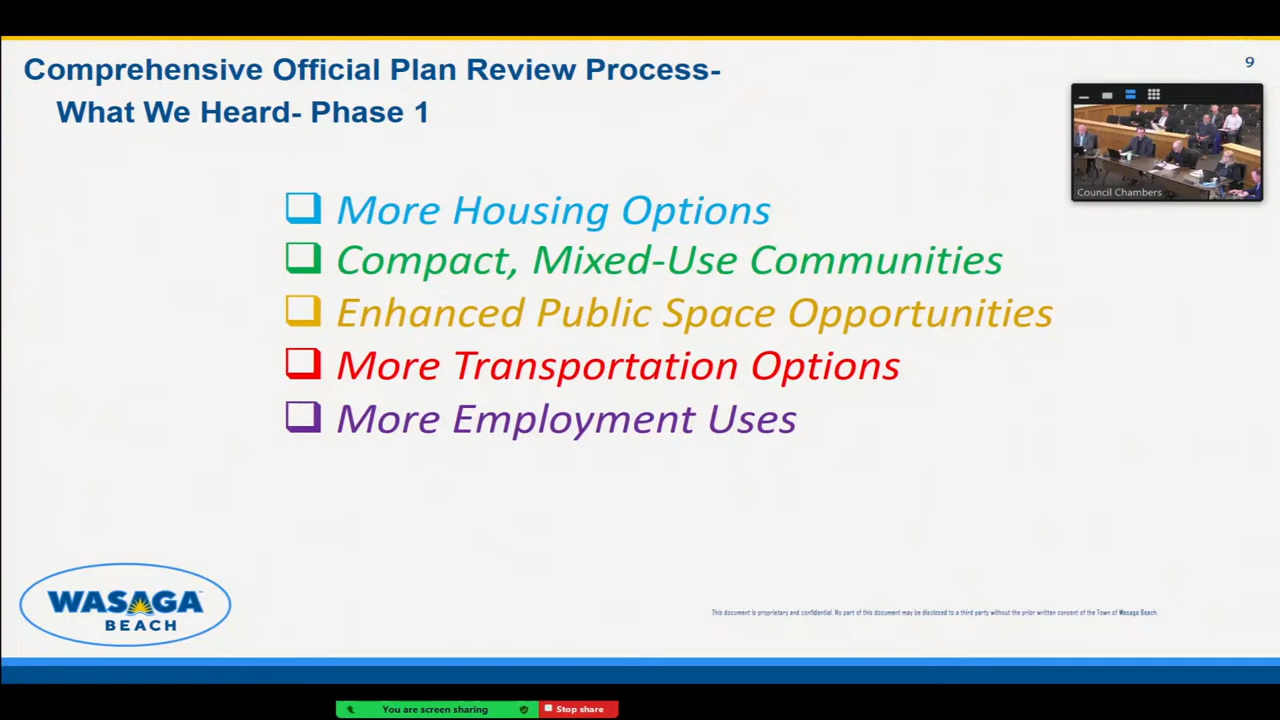 Comprehensive Official Plan Review Process-
9
What We Heard- Phase 1
Council Chambers
More Housing Options
Compact, Mixed-Use Communities
Enhanced Public Space Opportunities
More Transportation Options
More Employment Uses
WASAGA
BEACH
This document is proprietary and confidential. No part of this document may be disclosed to a third party without the prior written consent of the Town of Wasaga Beach.
You are screen sharing
Stop share